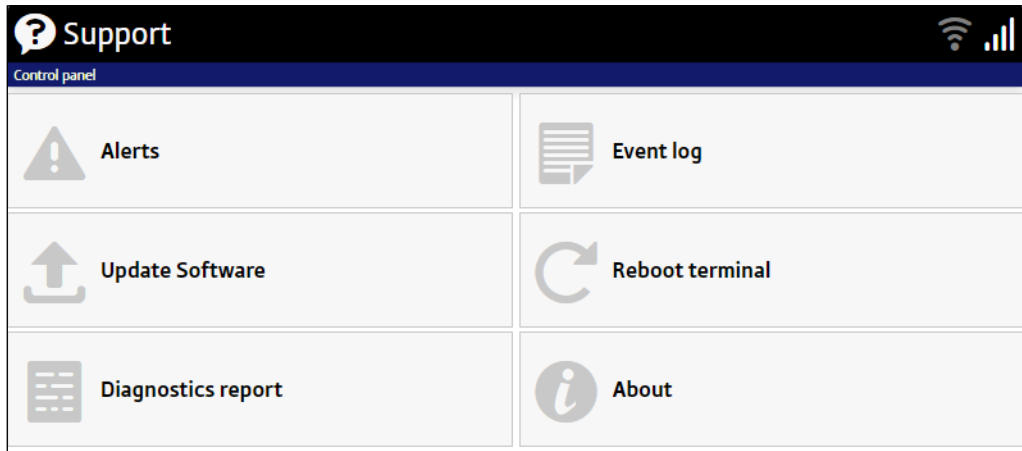 Support
Control panel
Alerts
Event log
Update Software
Reboot terminal
Diagnostics report
About